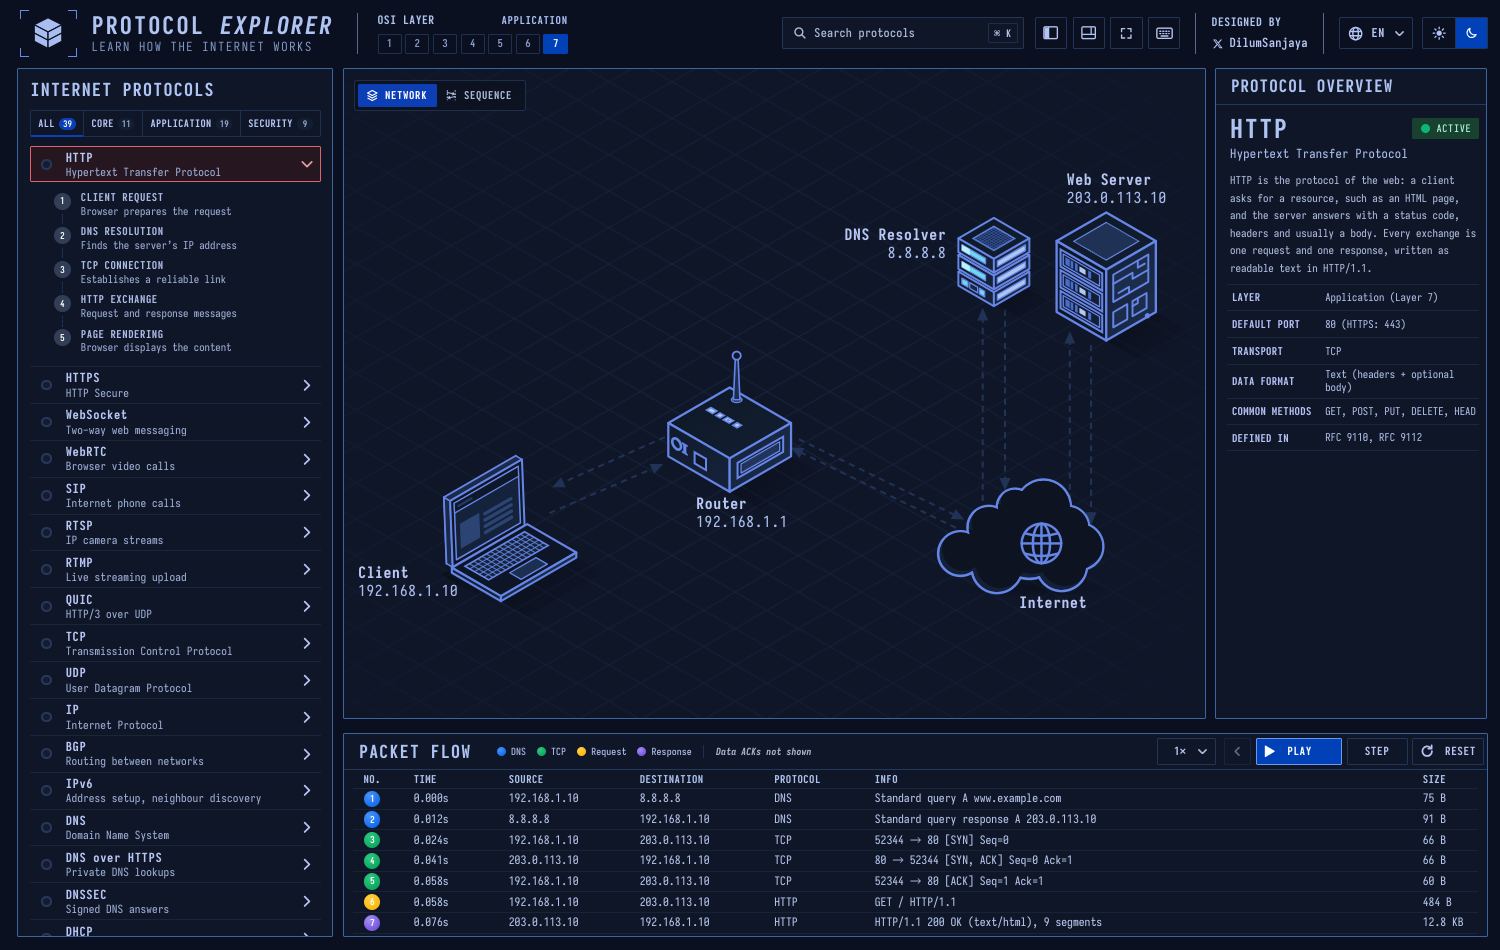 PROTOCOL EXPLORER
LEARN HOW THE INTERNET WORKS
OSI LAYER APPLICATION
1 2 3 4 5 6 7
Search protocols ⌘ K
DESIGNED BY
X DilumSanjaya
EN
INTERNET PROTOCOLS
ALL 39 CORE 11 APPLICATION 19 SECURITY 9
HTTP
Hypertext Transfer Protocol
1 CLIENT REQUEST
Browser prepares the request
2 DNS RESOLUTION
Finds the server's IP address
3 TCP CONNECTION
Establishes a reliable link
4 HTTP EXCHANGE
Request and response messages
5 PAGE RENDERING
Browser displays the content
HTTPS
HTTP Secure
WebSocket
Two-way web messaging
WebRTC
Browser video calls
SIP
Internet phone calls
RTSP
IP camera streams
RTMP
Live streaming upload
QUIC
HTTP/3 over UDP
TCP
Transmission Control Protocol
UDP
User Datagram Protocol
IP
Internet Protocol
BGP
Routing between networks
IPv6
Address setup, neighbour discovery
DNS
Domain Name System
DNS over HTTPS
Private DNS lookups
DNSSEC
Signed DNS answers
DHCP
NETWORK SEQUENCE
Web Server
203.0.113.10
DNS Resolver
8.8.8.8
Router
192.168.1.1
Client
192.168.1.10
Internet
PROTOCOL OVERVIEW
HTTP ACTIVE
Hypertext Transfer Protocol
HTTP is the protocol of the web: a client
asks for a resource, such as an HTML page,
and the server answers with a status code,
headers and usually a body. Every exchange is
one request and one response, written as
readable text in HTTP/1.1.
LAYER Application (Layer 7)
DEFAULT PORT 80 (HTTPS: 443)
TRANSPORT TCP
DATA FORMAT Text (headers + optional
body)
COMMON METHODS GET, POST, PUT, DELETE, HEAD
DEFINED IN RFC 9110, RFC 9112
PACKET FLOW DNS TCP Request Response Data ACKs not shown 1× PLAY STEP RESET
NO. TIME SOURCE DESTINATION PROTOCOL INFO SIZE
1 0.000s 192.168.1.10 8.8.8.8 DNS Standard query A www.example.com 75 B
2 0.012s 8.8.8.8 192.168.1.10 DNS Standard query response A 203.0.113.10 91 B
3 0.024s 192.168.1.10 203.0.113.10 TCP 52344 → 80 [SYN] Seq=0 66 B
4 0.041s 203.0.113.10 192.168.1.10 TCP 80 → 52344 [SYN, ACK] Seq=0 Ack=1 66 B
5 0.058s 192.168.1.10 203.0.113.10 TCP 52344 → 80 [ACK] Seq=1 Ack=1 60 B
6 0.058s 192.168.1.10 203.0.113.10 HTTP GET / HTTP/1.1 484 B
7 0.076s 203.0.113.10 192.168.1.10 HTTP HTTP/1.1 200 OK (text/html), 9 segments 12.8 KB